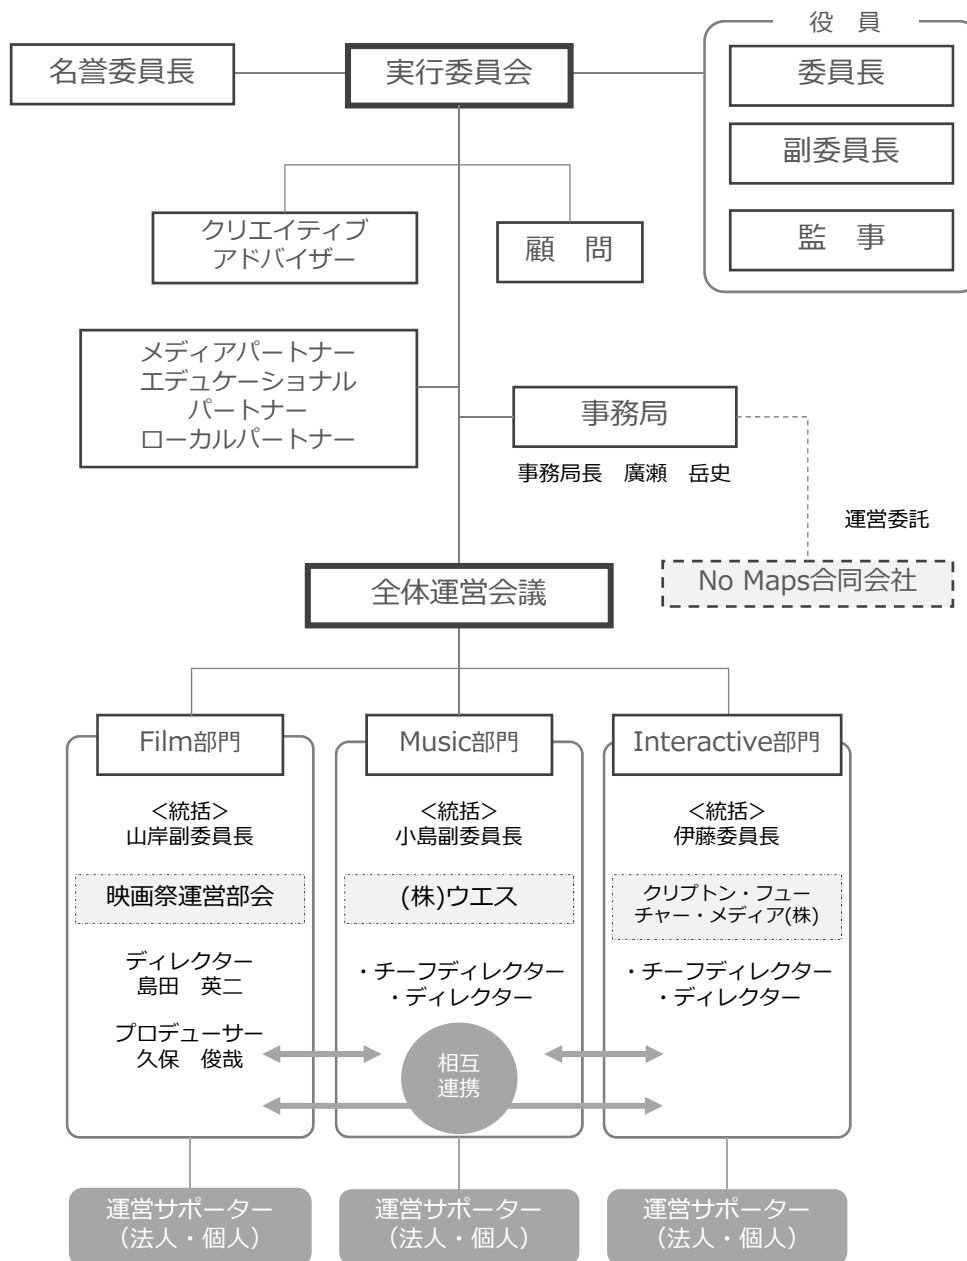 役　員
名誉委員長
実行委員会
委員長
副委員長
監　事
クリエイティブ
アドバイザー
顧　問
メディアパートナー
エデュケーショナル
パートナー
ローカルパートナー
事務局
事務局長　廣瀬　岳史
運営委託
No Maps合同会社
全体運営会議
Film部門
<統括>
山岸副委員長
映画祭運営部会
ディレクター
島田　英二
プロデューサー
久保　俊哉
Music部門
<統括>
小島副委員長
(株)ウエス
・チーフディレクター
・ディレクター
Interactive部門
<統括>
伊藤委員長
クリプトン・フュー
チャー・メディア(株)
・チーフディレクター
・ディレクター
相互
連携
運営サポーター
（法人・個人）
運営サポーター
（法人・個人）
運営サポーター
（法人・個人）